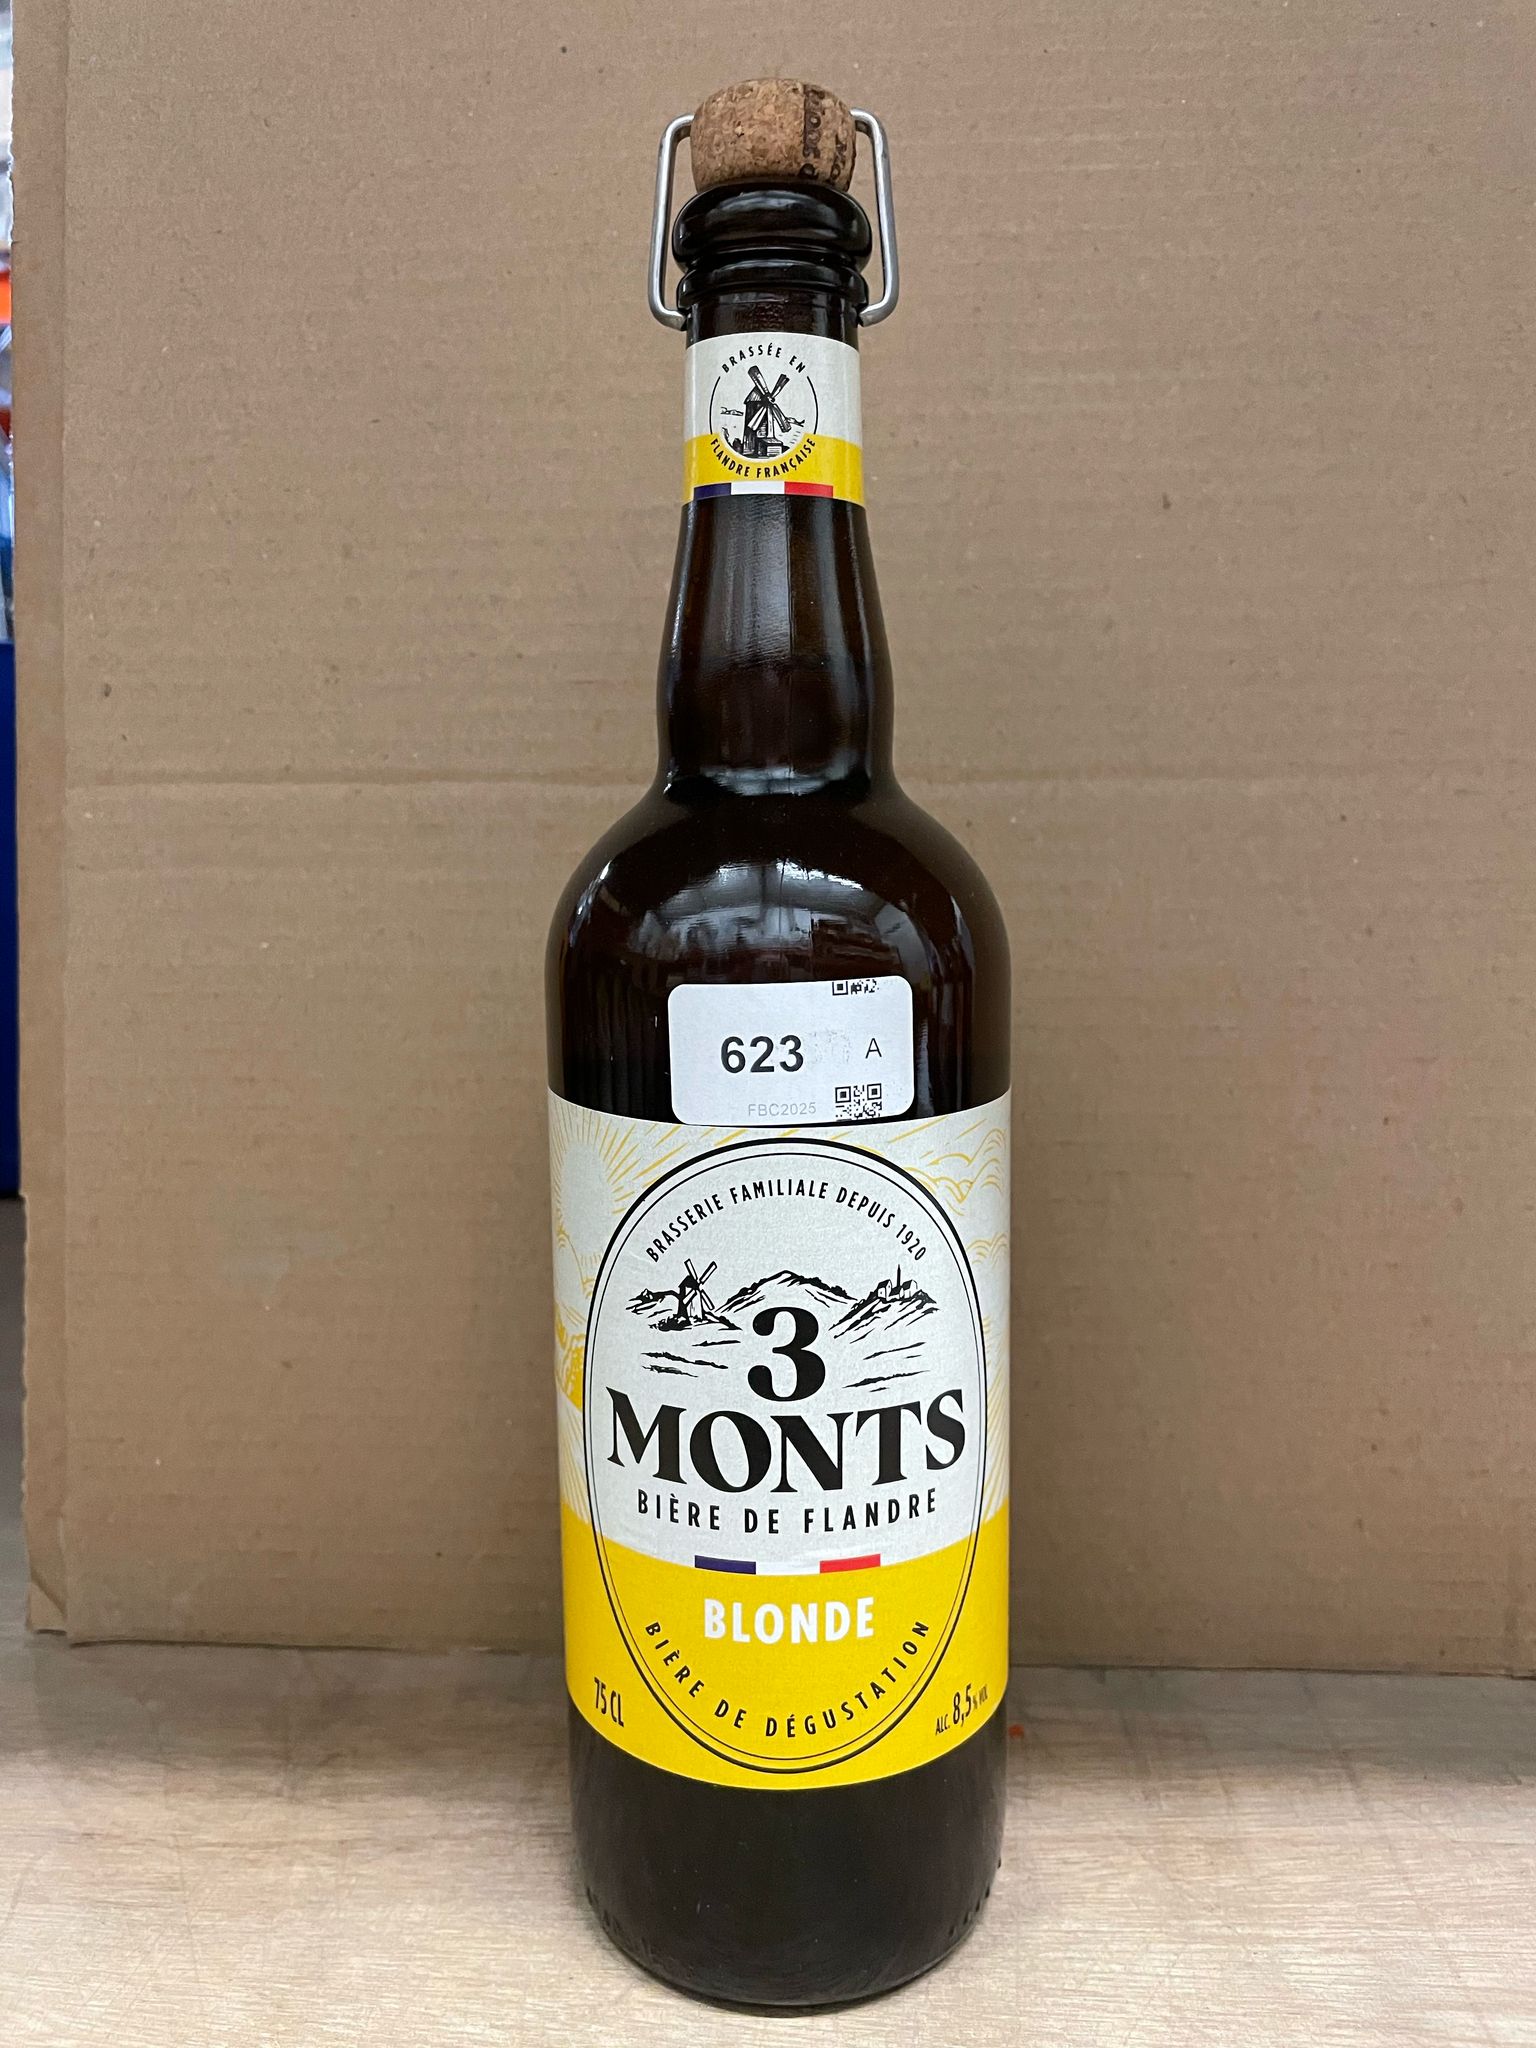 BRASSÉE EN
FLANDRE FRANÇAISE
623 A
FBC2025
BRASSERIE FAMILIALE DEPUIS 1920
3
MONTS
BIÈRE DE FLANDRE
BLONDE
BIÈRE DE DÉGUSTATION
75 CL
ALC. 8,5 % VOL